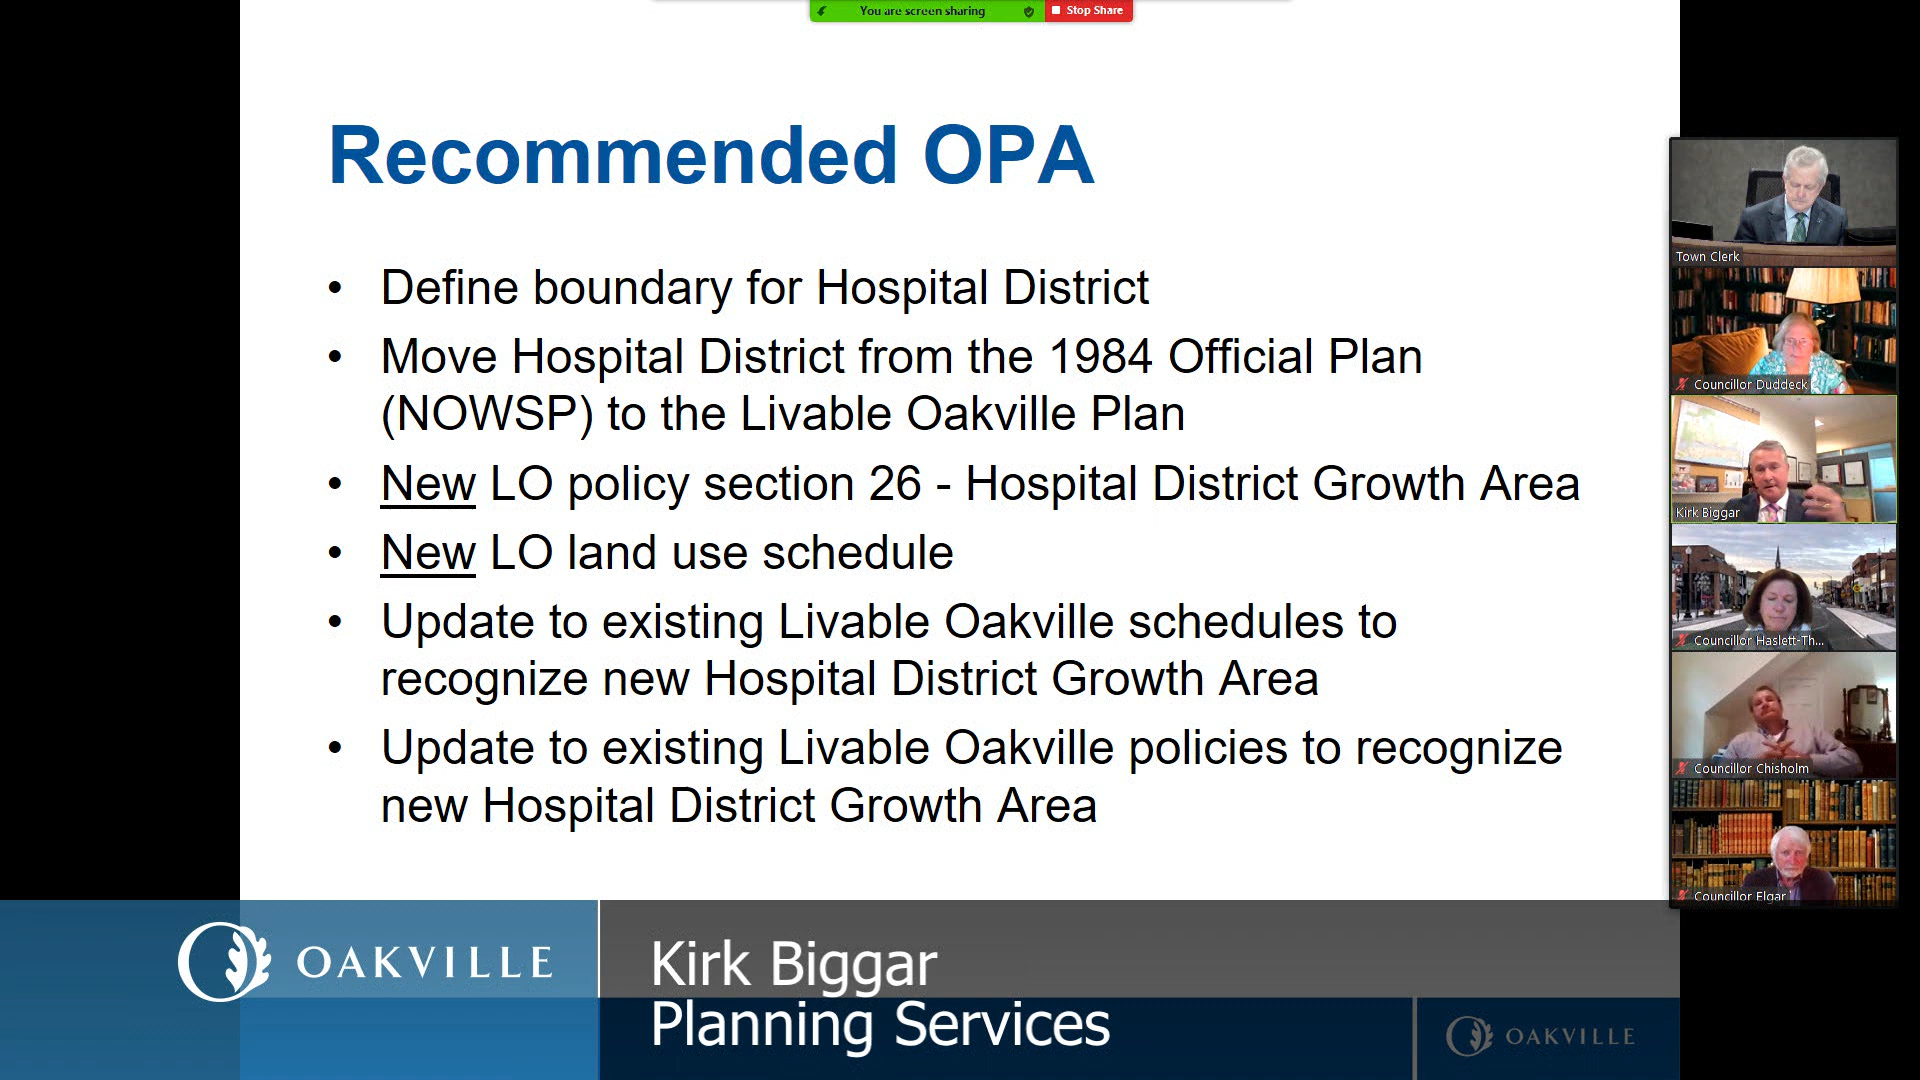 You are screen sharing
Stop Share
Recommended OPA
• Define boundary for Hospital District
• Move Hospital District from the 1984 Official Plan
(NOWSP) to the Livable Oakville Plan
• New LO policy section 26 - Hospital District Growth Area
• New LO land use schedule
• Update to existing Livable Oakville schedules to
recognize new Hospital District Growth Area
• Update to existing Livable Oakville policies to recognize
new Hospital District Growth Area
Town Clerk
Councillor Duddeck
Kirk Biggar
Councillor Haslett-Th...
Councillor Chisholm
Councillor Elgar
OAKVILLE
Kirk Biggar
Planning Services
OAKVILLE